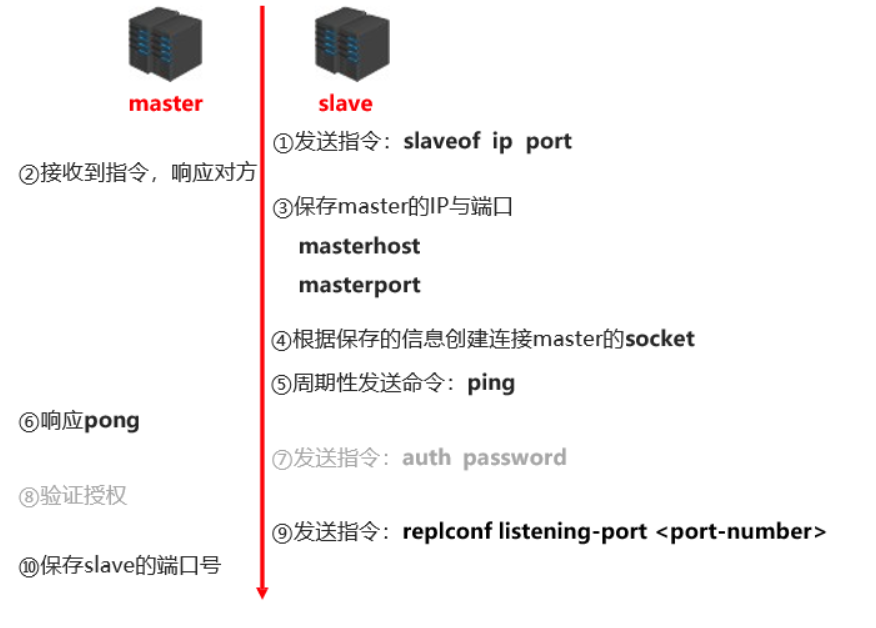 master
slave
①发送指令：slaveof ip port
②接收到指令，响应对方
③保存master的IP与端口
masterhost
masterport
④根据保存的信息创建连接master的socket
⑤周期性发送命令：ping
⑥响应pong
⑦发送指令：auth password
⑧验证授权
⑨发送指令：replconf listening-port <port-number>
⑩保存slave的端口号